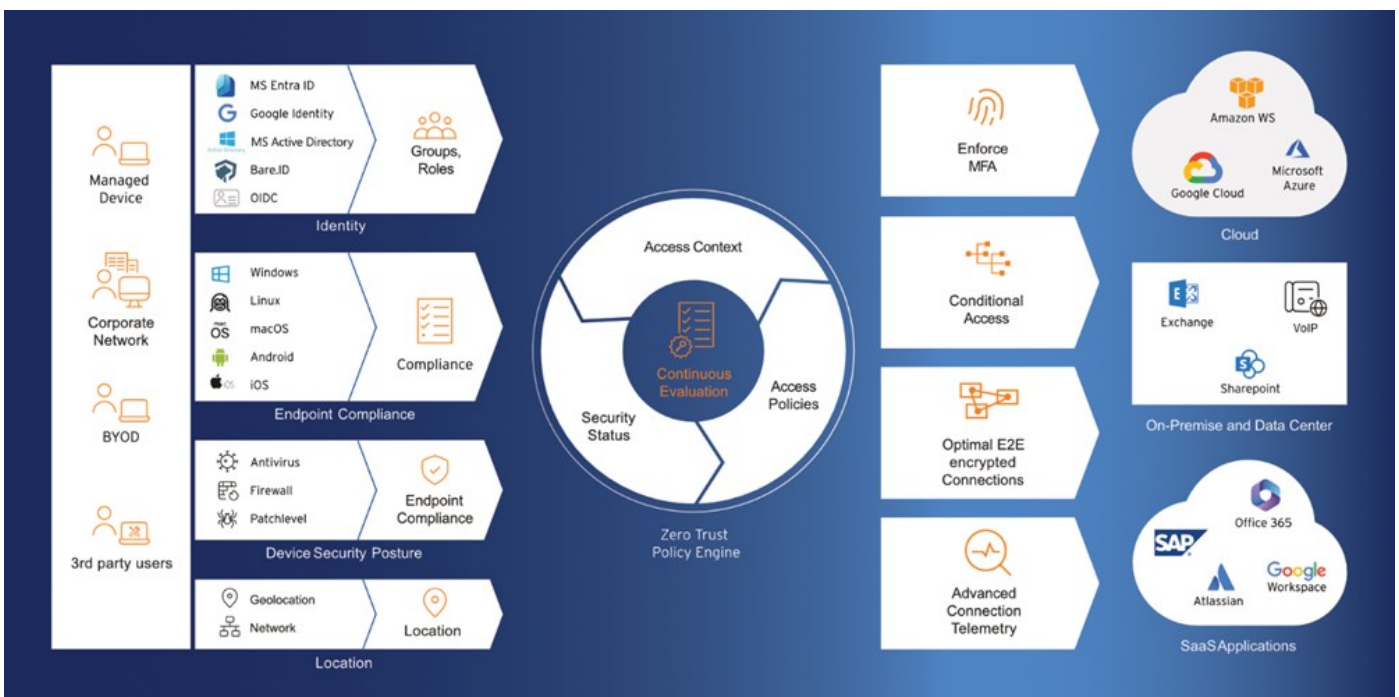 Managed
Device
Corporate
Network
BYOD
3rd party users
MS Entra ID
Google Identity
MS Active Directory
Bare.ID
OIDC
Groups,
Roles
Identity
Windows
Linux
macOS
Android
iOS
Compliance
Endpoint Compliance
Antivirus
Firewall
Patchlevel
Endpoint
Compliance
Device Security Posture
Geolocation
Network
Location
Location
Access Context
Access
Policies
Security
Status
Continuous
Evaluation
Zero Trust
Policy Engine
Enforce
MFA
Conditional
Access
Optimal E2E
encrypted
Connections
Advanced
Connection
Telemetry
Amazon WS
Google Cloud
Microsoft
Azure
Cloud
Exchange
VoIP
Sharepoint
On-Premise and Data Center
Office 365
SAP
Atlassian
Google
Workspace
SaaS Applications